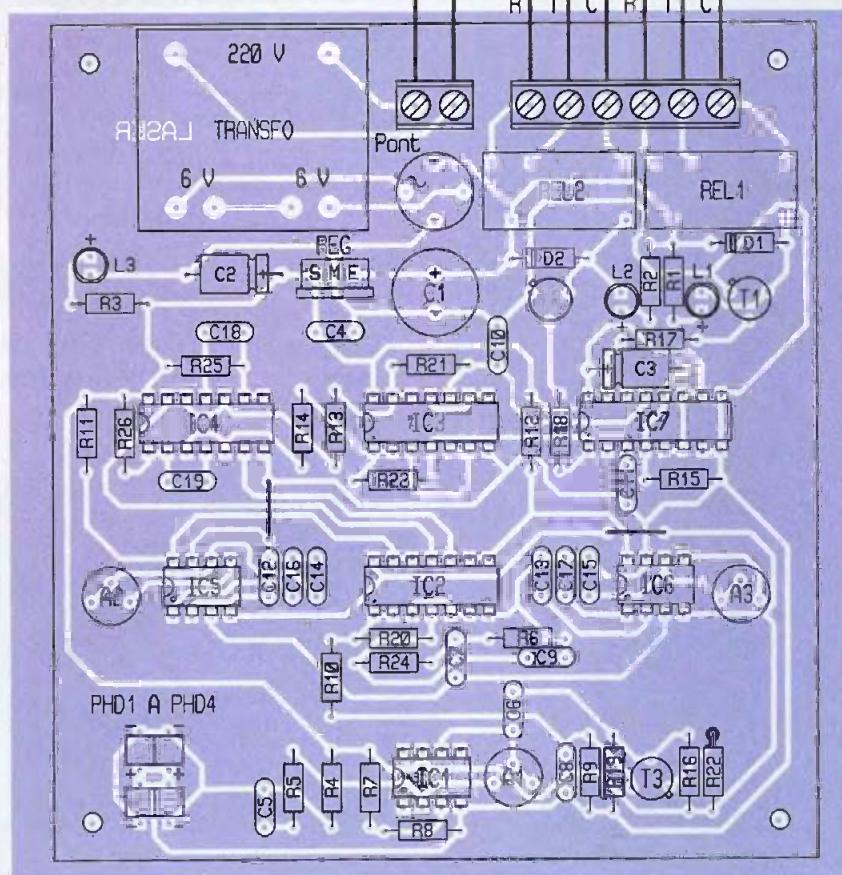 R T C R T C
220 V
LASER
TRANSFO
Pont
6 V 6 V
REL2 REL1
REG
L3 C2 S M E C1 D2 L2 R2 R1 L1 D1 T1
R3
C18 C4 C10 R17
R25 R21 C3
R11 R26 IC4 R14 R13 IC3 R12 R18 IC7
C19 R23 R15
A2 IC5 C12 C16 C14 IC2 C13 C17 C15 IC6 A3
R20 R6
R10 R24 C7 C9
PHD1 A PHD4
C6
C5 R5 R4 R7 IC1 A1 C8 R9 R19 T3 R16 R22
R8